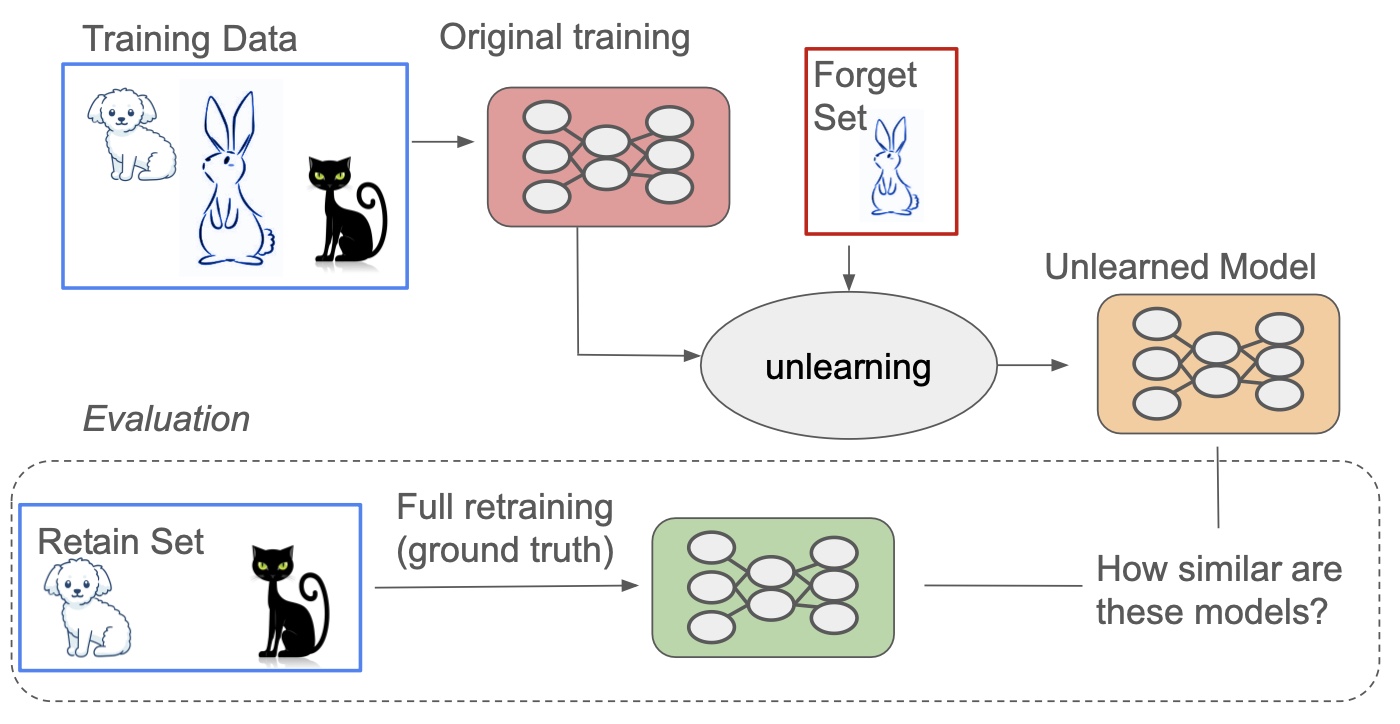 Training Data
Original training
Forget
Set
Unlearned Model
unlearning
Evaluation
Retain Set
Full retraining
(ground truth)
How similar are
these models?